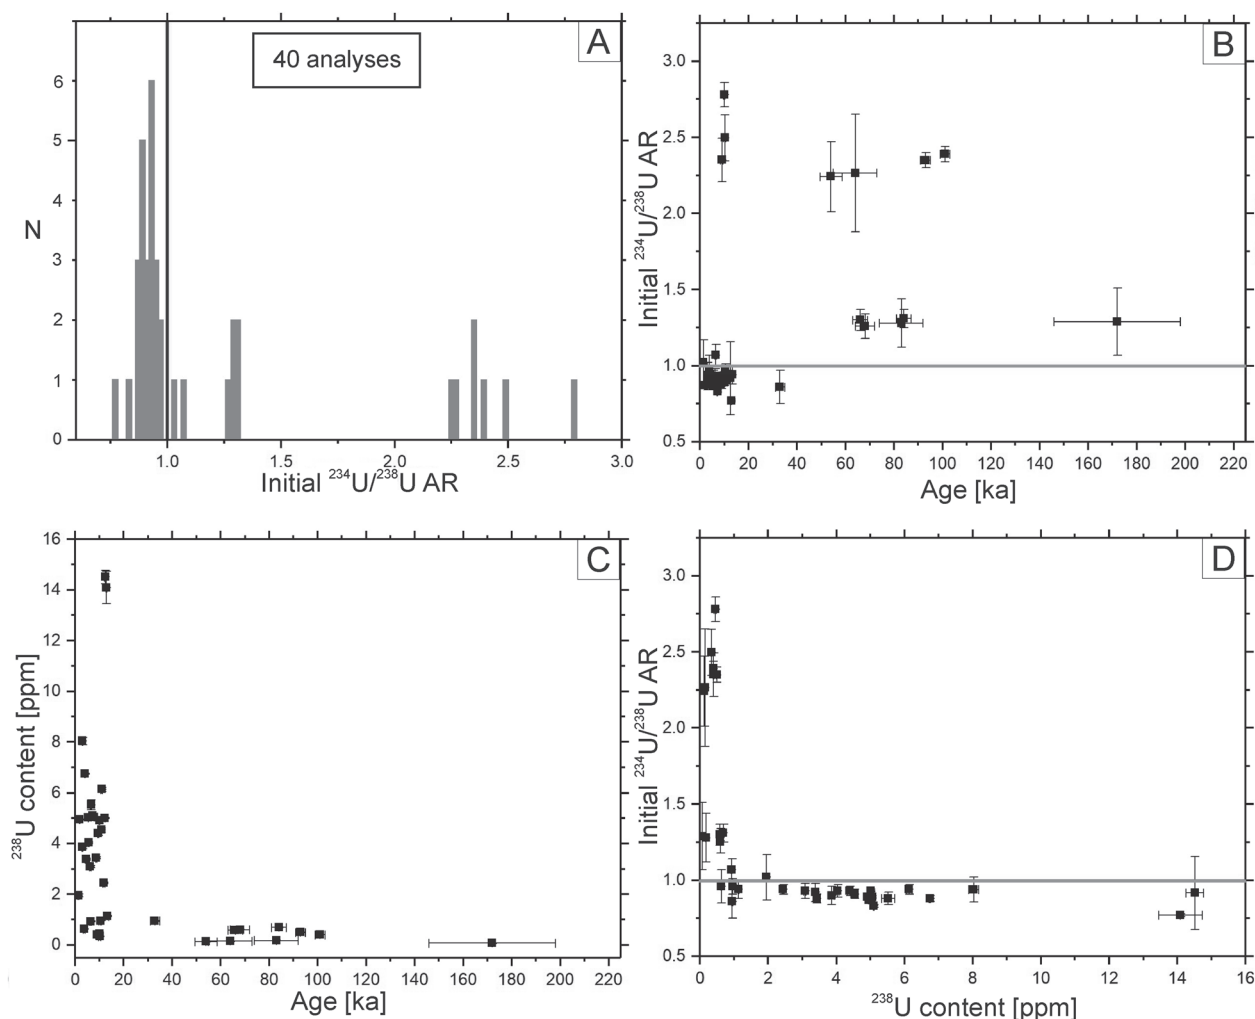 A
40 analyses
N
6
5
4
3
2
1
0
1.0 1.5 2.0 2.5 3.0
Initial ²³⁴U/²³⁸U AR
B
Initial ²³⁴U/²³⁸U AR
3.0
2.5
2.0
1.5
1.0
0.5
0 20 40 60 80 100 120 140 160 180 200 220
Age [ka]
C
²³⁸U content [ppm]
16
14
12
10
8
6
4
2
0
0 20 40 60 80 100 120 140 160 180 200 220
Age [ka]
D
Initial ²³⁴U/²³⁸U AR
3.0
2.5
2.0
1.5
1.0
0.5
0 2 4 6 8 10 12 14 16
²³⁸U content [ppm]